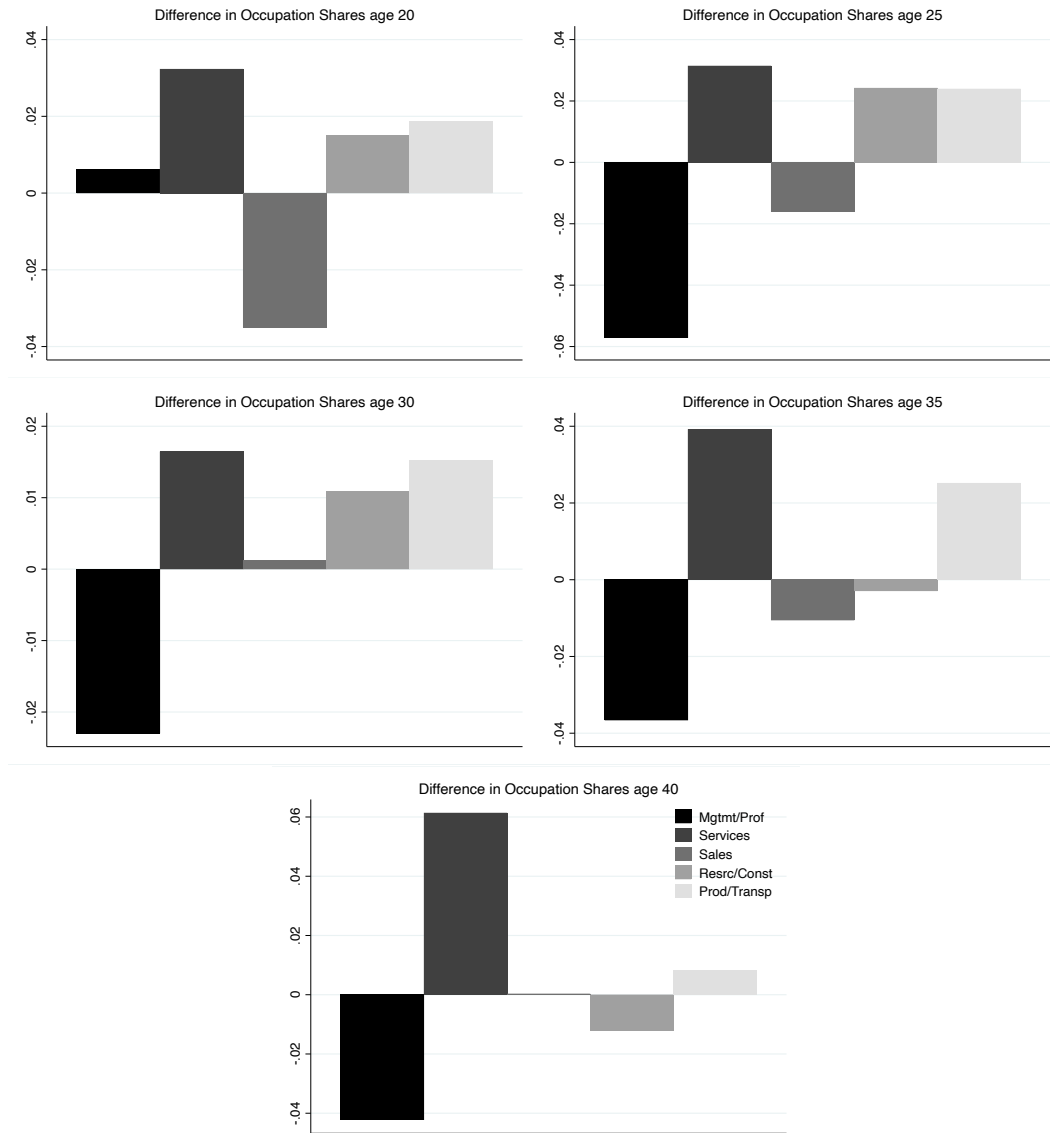 Difference in Occupation Shares age 20
.04
.02
0
-.02
-.04
Difference in Occupation Shares age 25
.04
.02
0
-.02
-.04
-.06
Difference in Occupation Shares age 30
.02
.01
0
-.01
-.02
Difference in Occupation Shares age 35
.04
.02
0
-.02
-.04
Difference in Occupation Shares age 40
.06
.04
.02
0
-.02
-.04
Mgtmt/Prof
Services
Sales
Resrc/Const
Prod/Transp